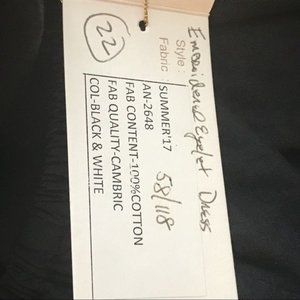 Embroidered Eyelet Dress
Style :
Fabric :
SUMMER'17
AN-2648
58/118
FAB CONTENT-100%COTTON
FAB QUALITY-CAMBRIC
COL-BLACK & WHITE
22